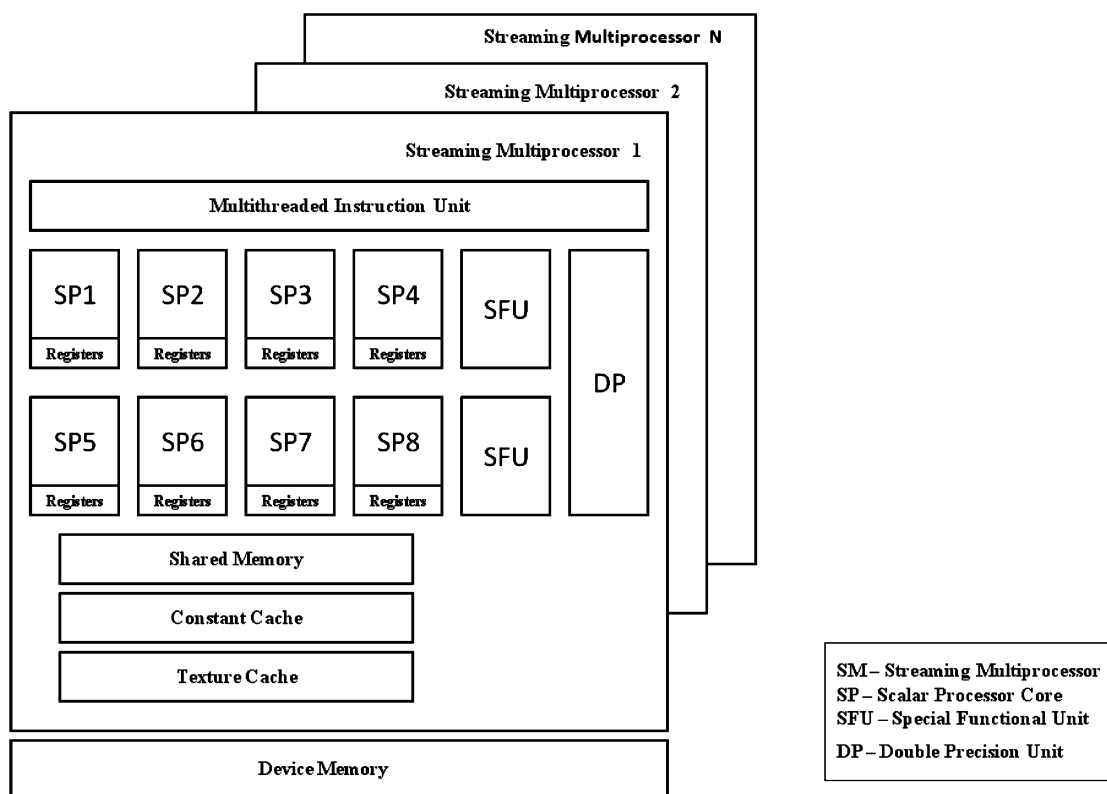 Streaming Multiprocessor N
Streaming Multiprocessor 2
Streaming Multiprocessor 1
Multithreaded Instruction Unit
SP1
SP2
SP3
SP4
SFU
Registers
Registers
Registers
Registers
DP
SP5
SP6
SP7
SP8
SFU
Registers
Registers
Registers
Registers
Shared Memory
Constant Cache
Texture Cache
Device Memory
SM – Streaming Multiprocessor
SP – Scalar Processor Core
SFU – Special Functional Unit
DP – Double Precision Unit